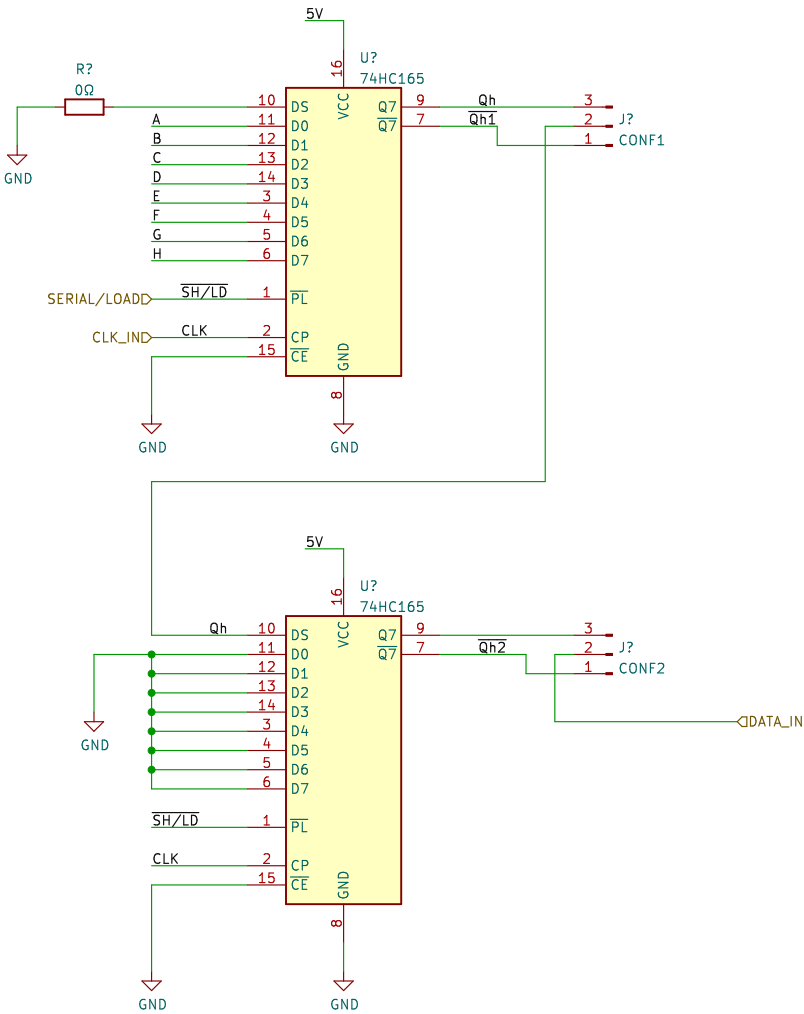 5V
U?
74HC165
16
VCC
R?
0Ω
GND
10 DS
A 11 D0
B 12 D1
C 13 D2
D 14 D3
E 3 D4
F 4 D5
G 5 D6
H 6 D7
SERIAL/LOAD SH/LD 1 PL
CLK_IN CLK 2 CP
15 CE
Q7 9 Qh 3
Q7 7 Qh1 2
1
J?
CONF1
GND
8
GND
GND
5V
U?
74HC165
16
VCC
Qh 10 DS
11 D0
12 D1
13 D2
14 D3
3 D4
4 D5
5 D6
6 D7
GND
SH/LD 1 PL
CLK 2 CP
15 CE
Q7 9 3
Q7 7 Qh2 2
1
J?
CONF2
DATA_IN
GND
8
GND
GND